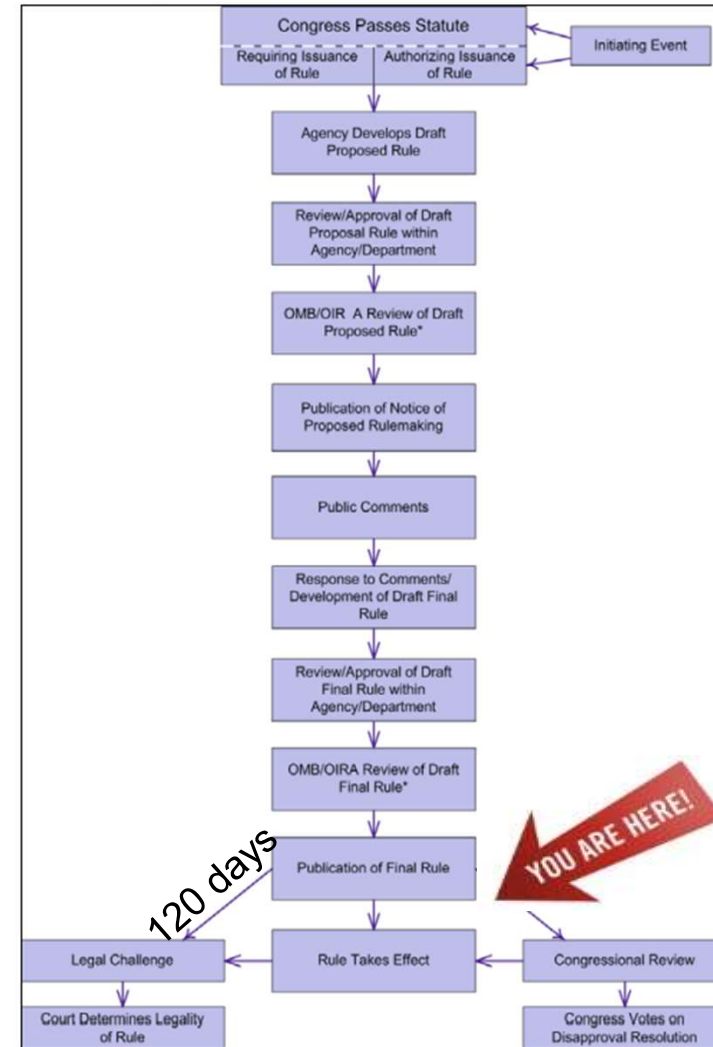 Congress Passes Statute
Initiating Event
Requiring Issuance
of Rule
Authorizing Issuance
of Rule
Agency Develops Draft
Proposed Rule
Review/Approval of Draft
Proposal Rule within
Agency/Department
OMB/OIR A Review of Draft
Proposed Rule*
Publication of Notice of
Proposed Rulemaking
Public Comments
Response to Comments/
Development of Draft Final
Rule
Review/Approval of Draft
Final Rule within
Agency/Department
OMB/OIRA Review of Draft
Final Rule*
YOU ARE HERE!
120 days
Publication of Final Rule
Legal Challenge
Rule Takes Effect
Congressional Review
Court Determines Legality
of Rule
Congress Votes on
Disapproval Resolution